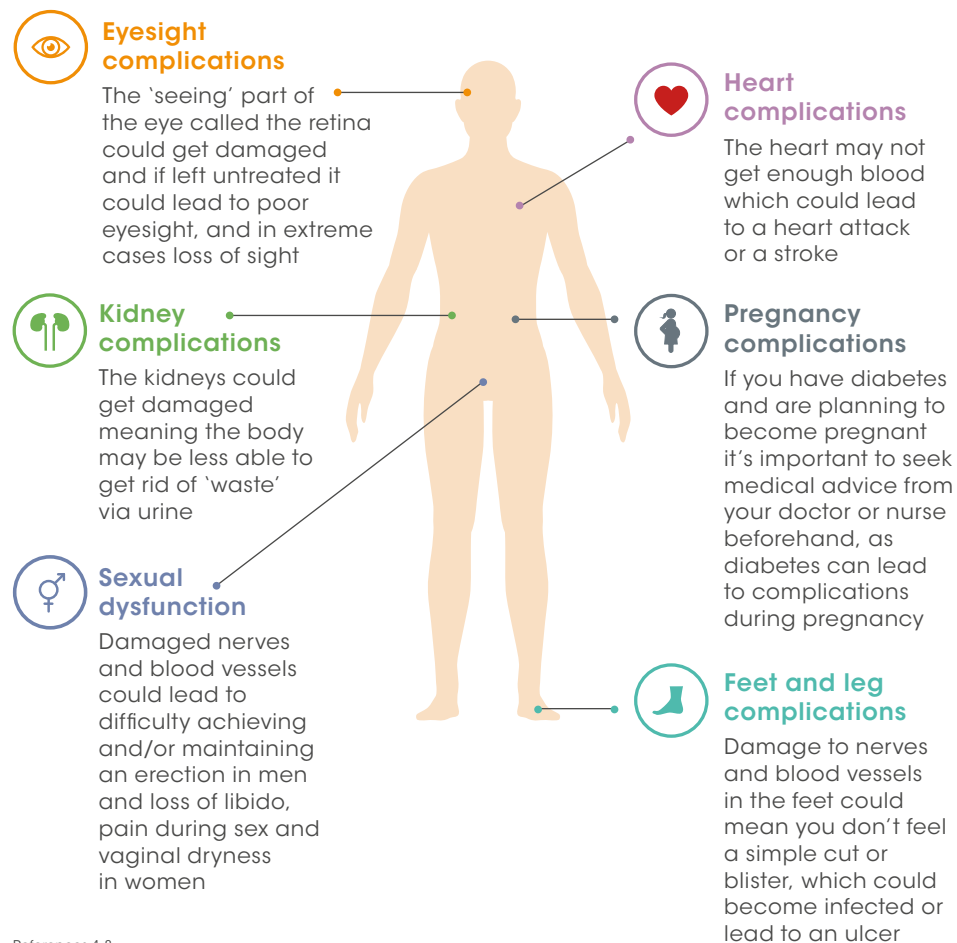 Eyesight
complications
The ‘seeing’ part of
the eye called the retina
could get damaged
and if left untreated it
could lead to poor
eyesight, and in extreme
cases loss of sight
Kidney
complications
The kidneys could
get damaged
meaning the body
may be less able to
get rid of ‘waste’
via urine
Sexual
dysfunction
Damaged nerves
and blood vessels
could lead to
difficulty achieving
and/or maintaining
an erection in men
and loss of libido,
pain during sex and
vaginal dryness
in women
Heart
complications
The heart may not
get enough blood
which could lead
to a heart attack
or a stroke
Pregnancy
complications
If you have diabetes
and are planning to
become pregnant
it’s important to seek
medical advice from
your doctor or nurse
beforehand, as
diabetes can lead
to complications
during pregnancy
Feet and leg
complications
Damage to nerves
and blood vessels
in the feet could
mean you don’t feel
a simple cut or
blister, which could
become infected or
lead to an ulcer